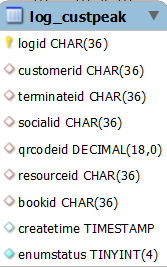 log_custpeak
logid CHAR(36)
customerid CHAR(36)
terminateid CHAR(36)
socialid CHAR(36)
qrcodeid DECIMAL(18,0)
resourceid CHAR(36)
bookid CHAR(36)
createtime TIMESTAMP
enumstatus TINYINT(4)